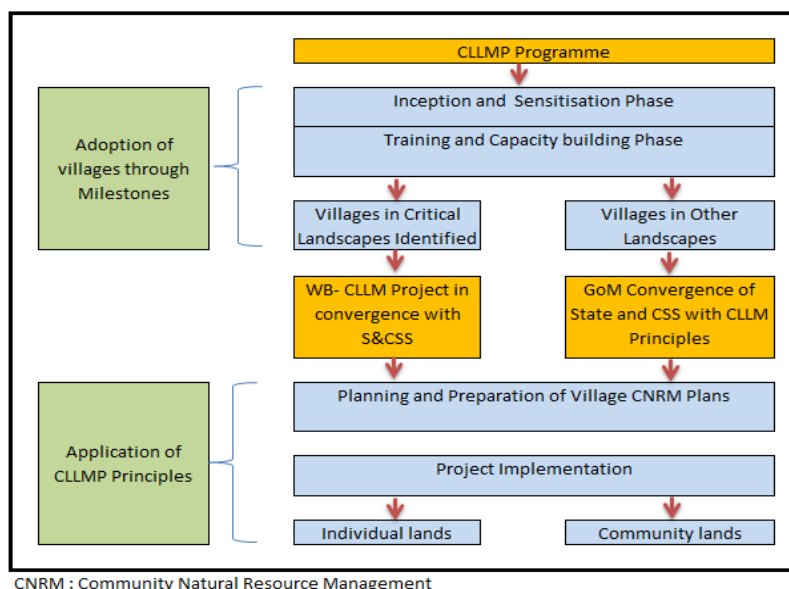 CLLMP Programme
Adoption of
villages through
Milestones
Inception and Sensitisation Phase
Training and Capacity building Phase
Villages in Critical
Landscapes Identified
Villages in Other
Landscapes
WB- CLLM Project in
convergence with
S&CSS
GoM Convergence of
State and CSS with CLLM
Principles
Application of
CLLMP Principles
Planning and Preparation of Village CNRM Plans
Project Implementation
Individual lands
Community lands
CNRM : Community Natural Resource Management